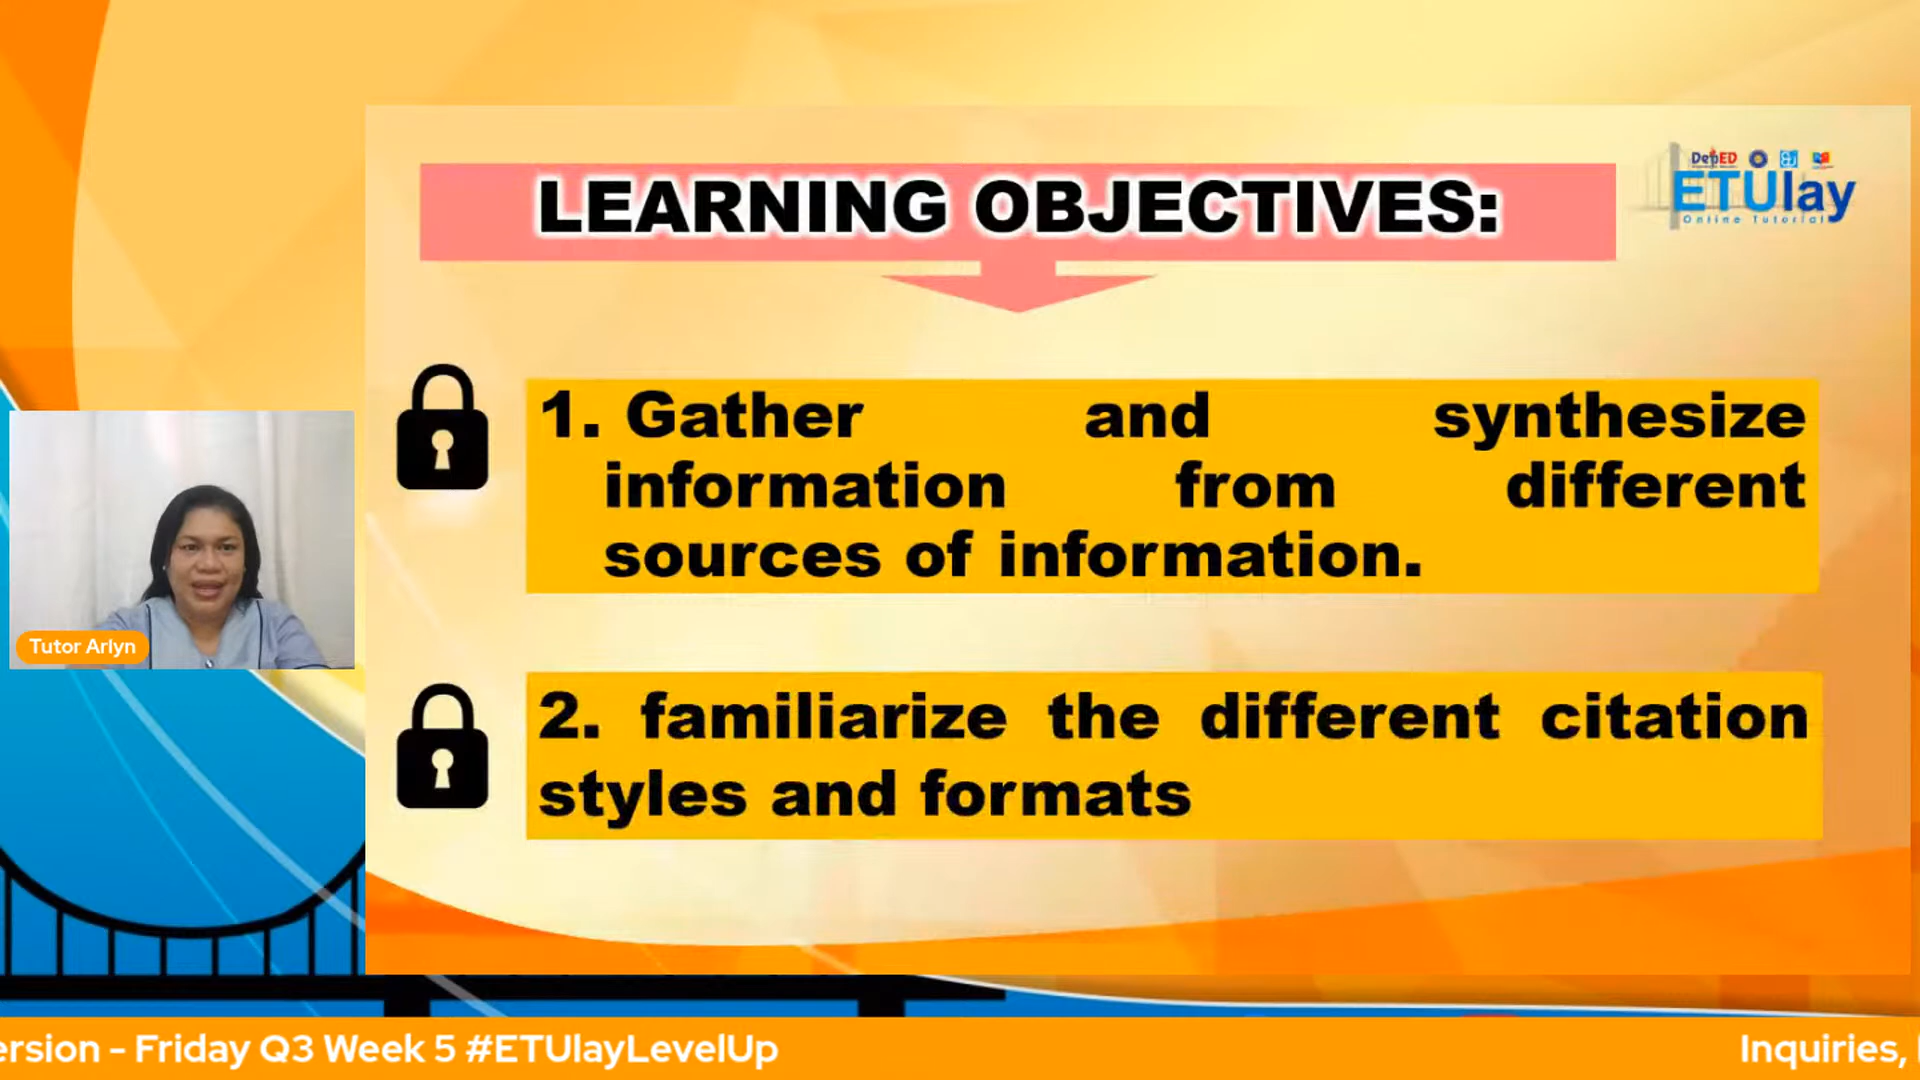 LEARNING OBJECTIVES:
DepED
ETUlay
Online Tutorial
1. Gather and synthesize
information from different
sources of information.
Tutor Arlyn
2. familiarize the different citation
styles and formats
ersion - Friday Q3 Week 5 #ETUlayLevelUp
Inquiries,